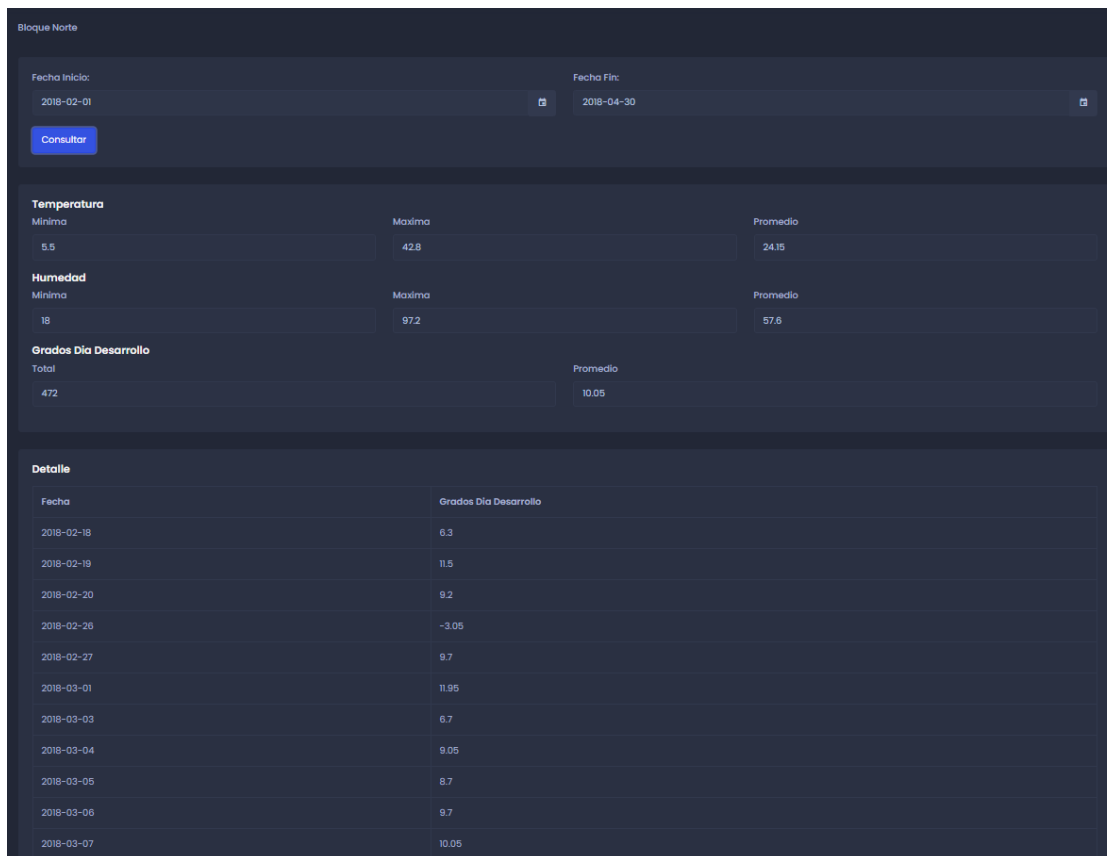 Bloque Norte
Fecha Inicio: Fecha Fin:
2018-02-01 2018-04-30
Consultar
Temperatura
Minima Maxima Promedio
5.5 42.8 24.15
Humedad
Minima Maxima Promedio
18 97.2 57.6
Grados Dia Desarrollo
Total Promedio
472 10.05
Detalle
Fecha Grados Dia Desarrollo
2018-02-18 6.3
2018-02-19 11.5
2018-02-20 9.2
2018-02-26 -3.05
2018-02-27 9.7
2018-03-01 11.95
2018-03-03 6.7
2018-03-04 9.05
2018-03-05 8.7
2018-03-06 9.7
2018-03-07 10.05